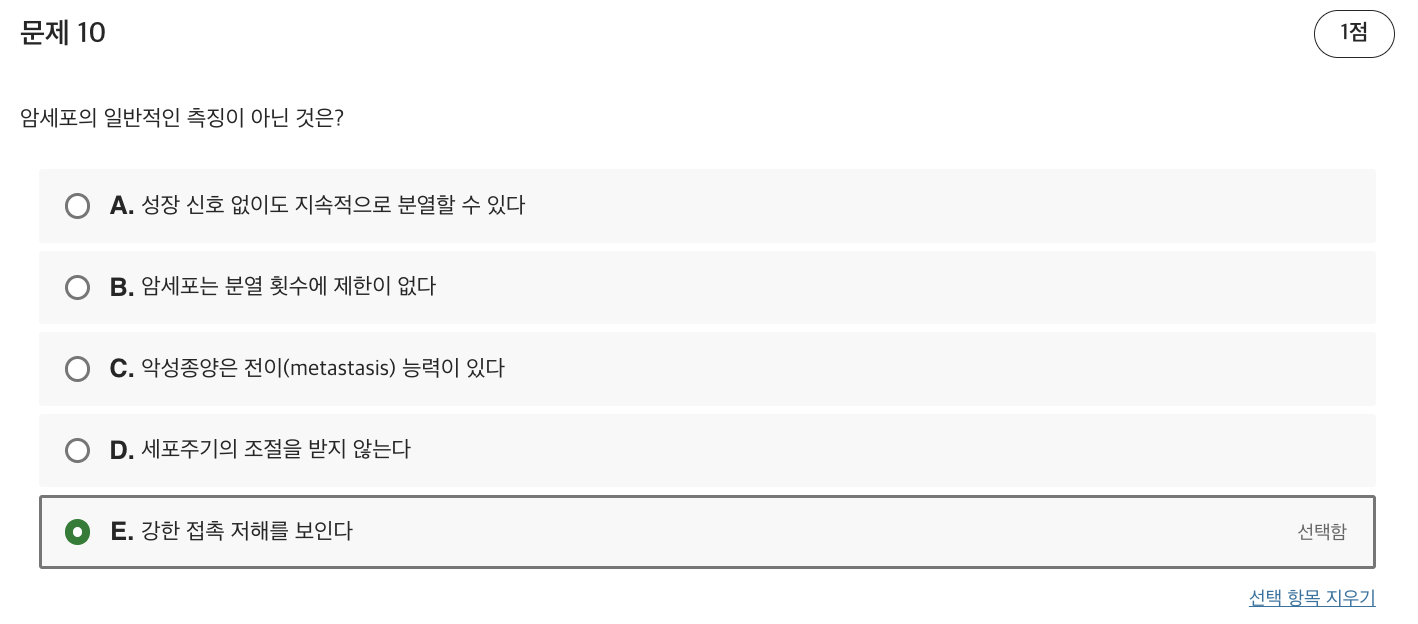 문제 10
1점
암세포의 일반적인 측징이 아닌 것은?
A. 성장 신호 없이도 지속적으로 분열할 수 있다
B. 암세포는 분열 횟수에 제한이 없다
C. 악성종양은 전이(metastasis) 능력이 있다
D. 세포주기의 조절을 받지 않는다
E. 강한 접촉 저해를 보인다
선택함
선택 항목 지우기